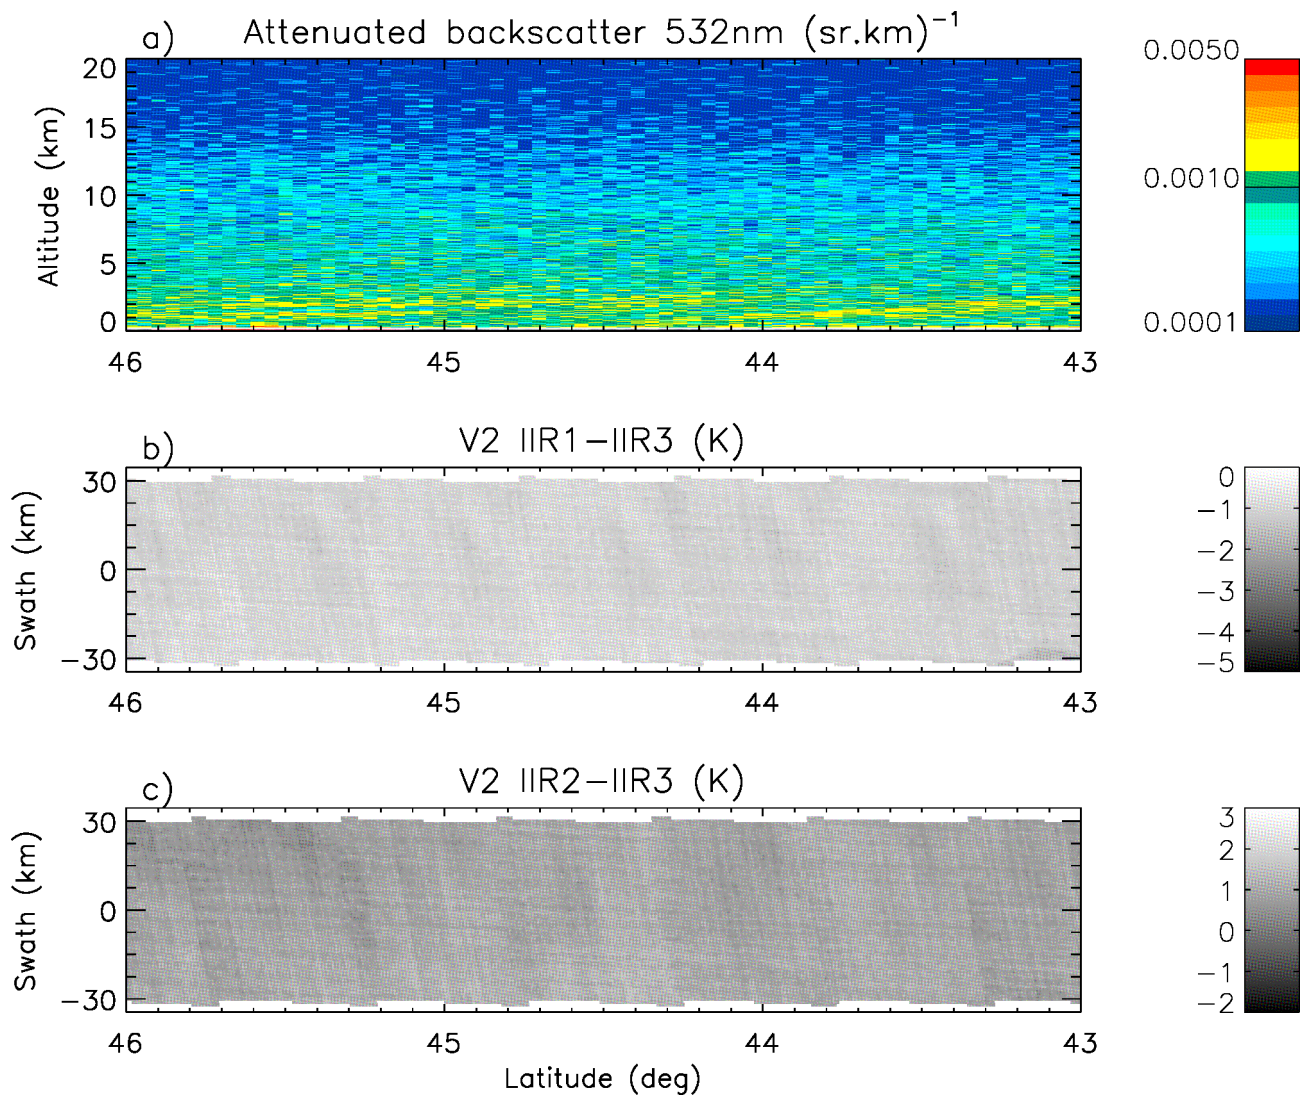 a) Attenuated backscatter 532nm (sr.km)⁻¹
Altitude (km)
20
15
10
5
0
46 45 44 43
0.0050
0.0010
0.0001
b) V2 IIR1−IIR3 (K)
Swath (km)
30
0
−30
46 45 44 43
0
−1
−2
−3
−4
−5
c) V2 IIR2−IIR3 (K)
Swath (km)
30
0
−30
46 45 44 43
Latitude (deg)
3
2
1
0
−1
−2